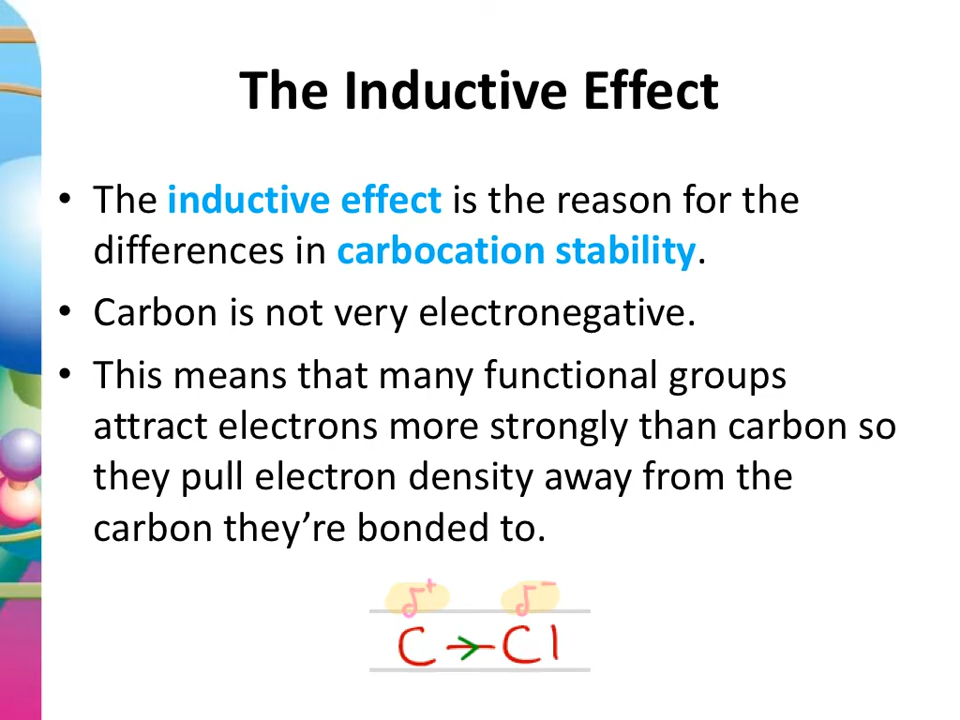 The Inductive Effect
• The inductive effect is the reason for the
differences in carbocation stability.
• Carbon is not very electronegative.
• This means that many functional groups
attract electrons more strongly than carbon so
they pull electron density away from the
carbon they’re bonded to.
δ+ δ−
C → Cl